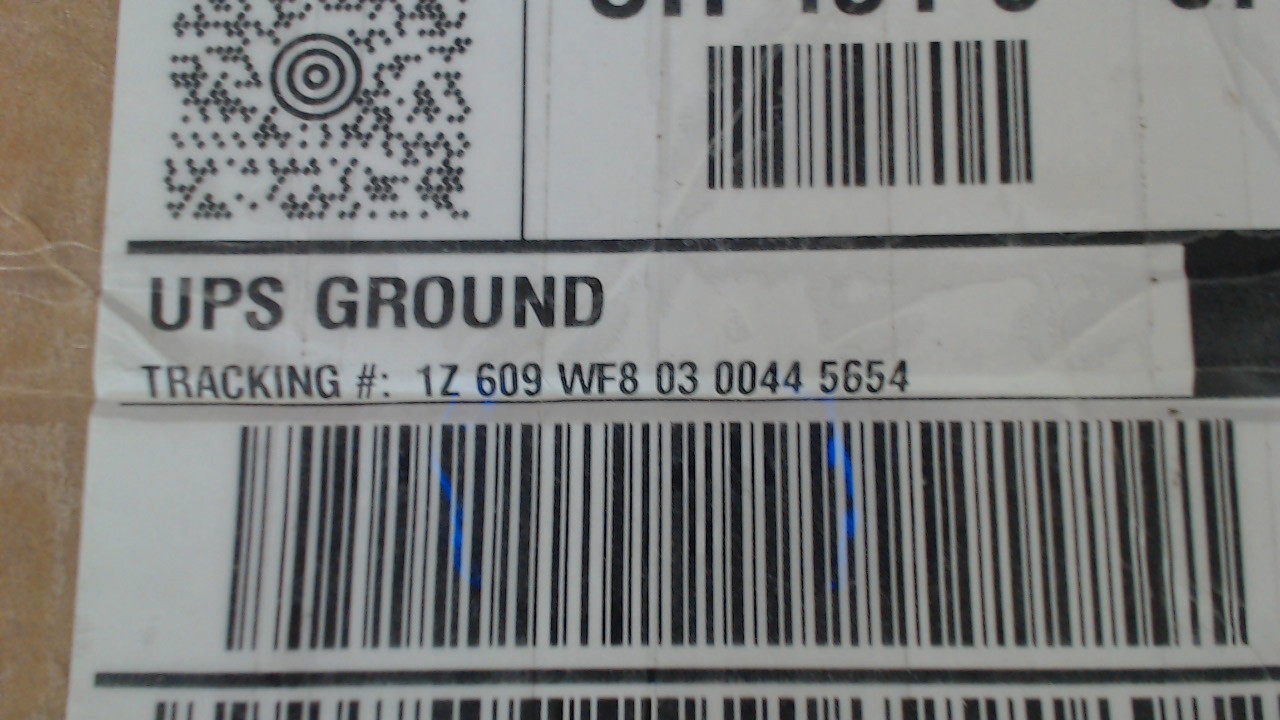 UPS GROUND
TRACKING #: 1Z 609 WF8 03 0044 5654